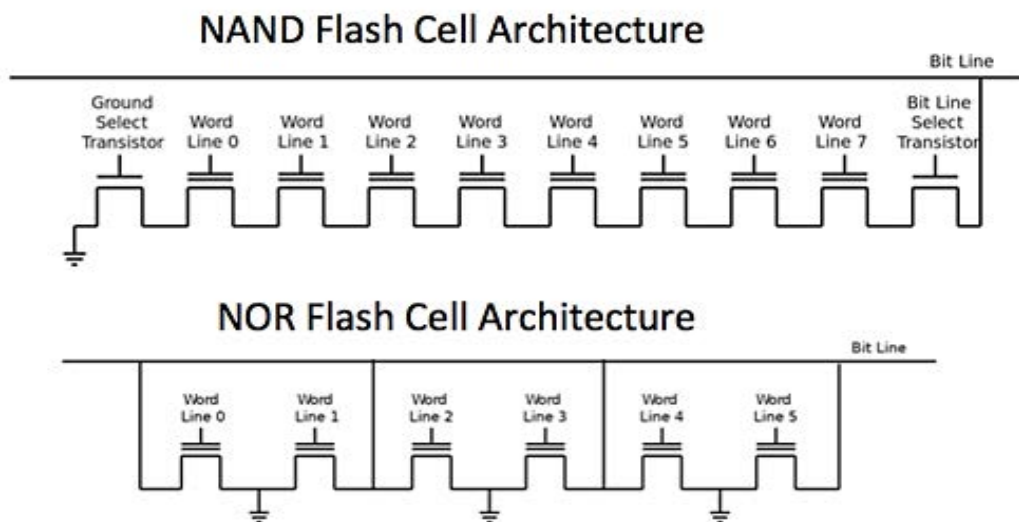 NAND Flash Cell Architecture
Bit Line
Ground
Select
Transistor
Word
Line 0
Word
Line 1
Word
Line 2
Word
Line 3
Word
Line 4
Word
Line 5
Word
Line 6
Word
Line 7
Bit Line
Select
Transistor
NOR Flash Cell Architecture
Bit Line
Word
Line 0
Word
Line 1
Word
Line 2
Word
Line 3
Word
Line 4
Word
Line 5